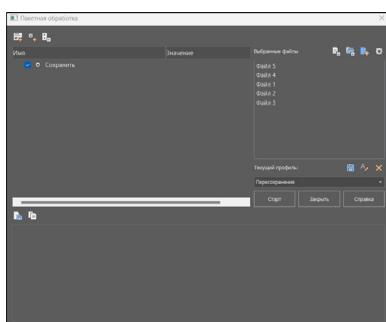 Пакетная обработка
Имя
Значение
Сохранить
Выбранные файлы
Файл 5
Файл 4
Файл 1
Файл 2
Файл 3
Текущий профиль:
Пересохранение
Старт
Закрыть
Справка